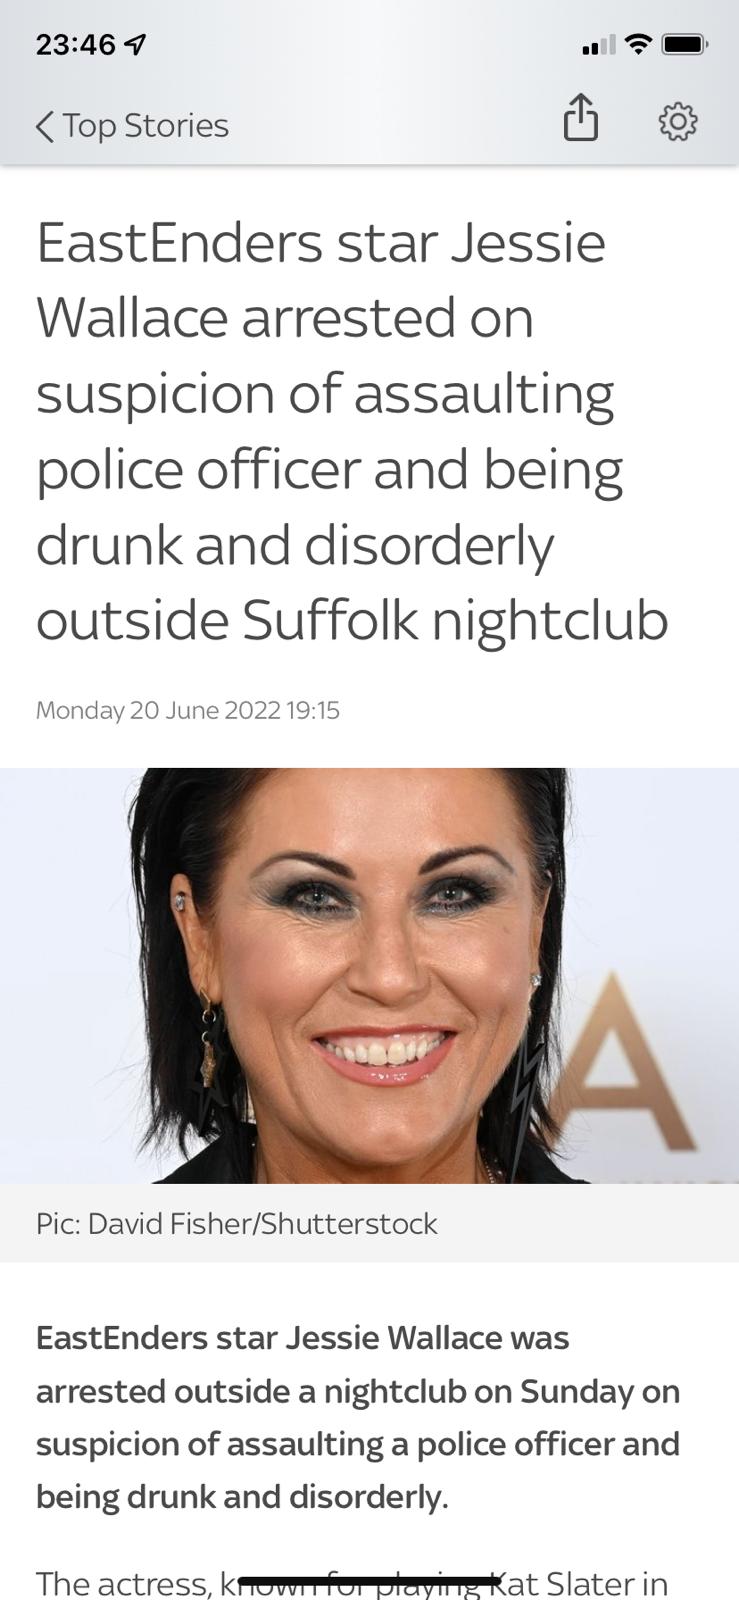 23:46
Top Stories
EastEnders star Jessie
Wallace arrested on
suspicion of assaulting
police officer and being
drunk and disorderly
outside Suffolk nightclub
Monday 20 June 2022 19:15
A
Pic: David Fisher/Shutterstock
EastEnders star Jessie Wallace was
arrested outside a nightclub on Sunday on
suspicion of assaulting a police officer and
being drunk and disorderly.
The actress, known for playing Kat Slater in